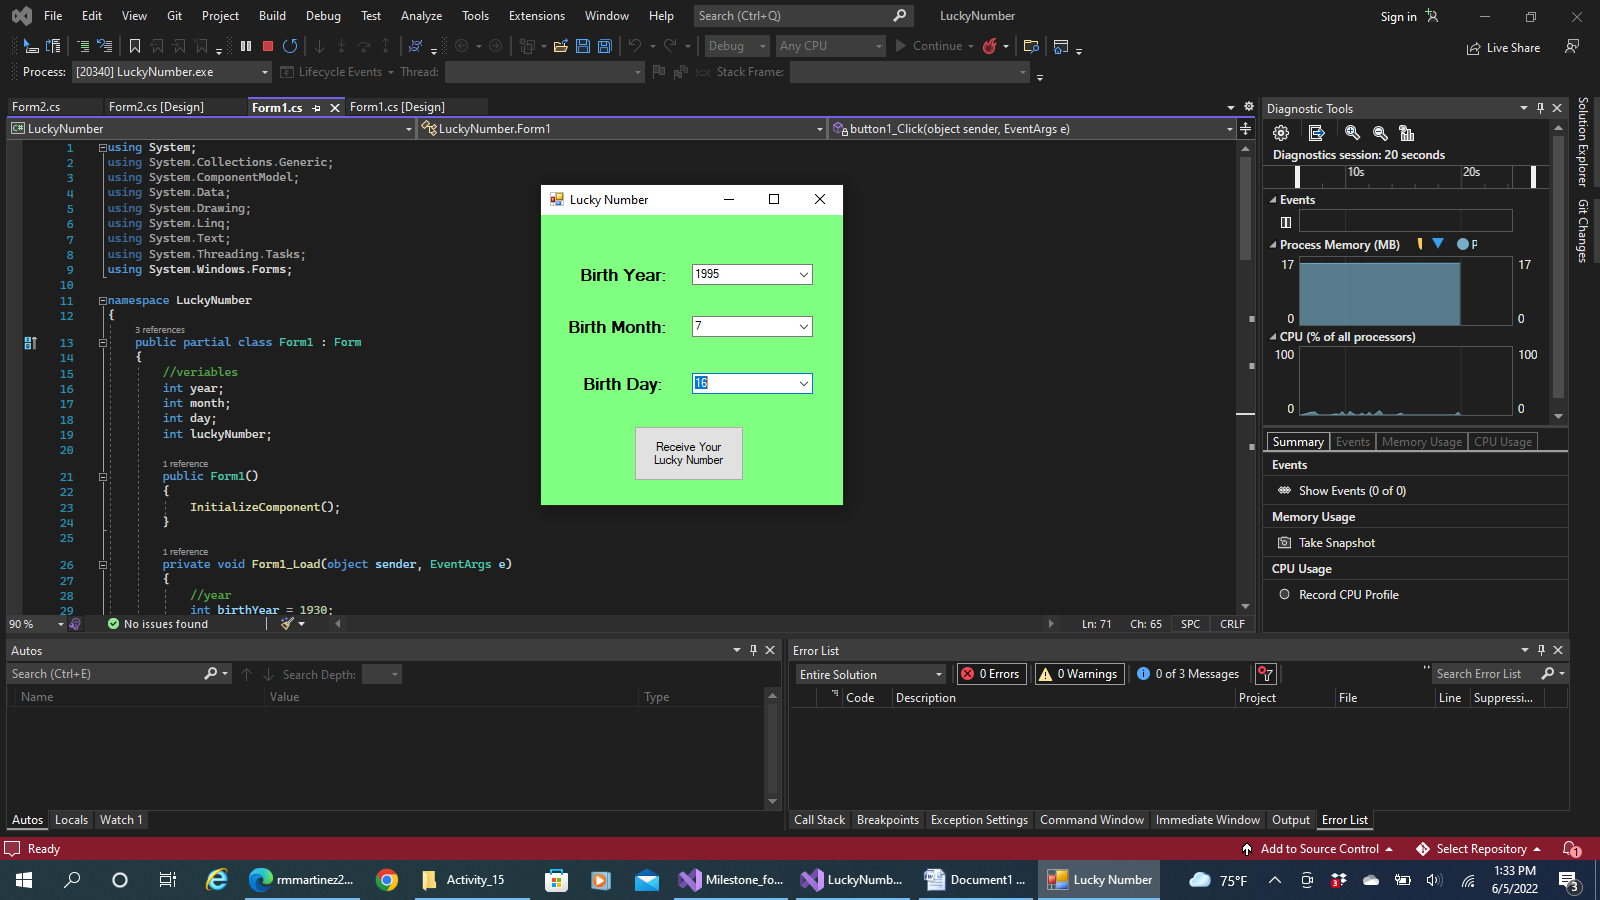 File Edit View Git Project Build Debug Test Analyze Tools Extensions Window Help Search (Ctrl+Q) LuckyNumber Sign in
Debug Any CPU Continue Live Share
Process: [20340] LuckyNumber.exe Lifecycle Events Thread: Stack Frame:
Form2.cs Form2.cs [Design] Form1.cs Form1.cs [Design]
LuckyNumber LuckyNumber.Form1 button1_Click(object sender, EventArgs e)
1 using System;
2 using System.Collections.Generic;
3 using System.ComponentModel;
4 using System.Data;
5 using System.Drawing;
6 using System.Linq;
7 using System.Text;
8 using System.Threading.Tasks;
9 using System.Windows.Forms;
10
11 namespace LuckyNumber
12 {
3 references
13 public partial class Form1 : Form
14 {
15 //veriables
16 int year;
17 int month;
18 int day;
19 int luckyNumber;
20
1 reference
21 public Form1()
22 {
23 InitializeComponent();
24 }
25
1 reference
26 private void Form1_Load(object sender, EventArgs e)
27 {
28 //year
29 int birthYear = 1930;
90 % No issues found Ln: 71 Ch: 65 SPC CRLF
Lucky Number
Birth Year: 1995
Birth Month: 7
Birth Day: 16
Receive Your
Lucky Number
Diagnostic Tools
Diagnostics session: 20 seconds
10s 20s
Events
Process Memory (MB) P
17 17
0 0
CPU (% of all processors)
100 100
0 0
Summary Events Memory Usage CPU Usage
Events
Show Events (0 of 0)
Memory Usage
Take Snapshot
CPU Usage
Record CPU Profile
Solution Explorer
Git Changes
Autos
Search (Ctrl+E) Search Depth:
Name Value Type
Autos Locals Watch 1
Error List
Entire Solution 0 Errors 0 Warnings 0 of 3 Messages Search Error List
Code Description Project File Line Suppressi...
Call Stack Breakpoints Exception Settings Command Window Immediate Window Output Error List
Ready Add to Source Control Select Repository 1
rmmartinez2... Activity_15 Milestone_fo... LuckyNumb... Document1 ... Lucky Number 75°F 1:33 PM
6/5/2022 3